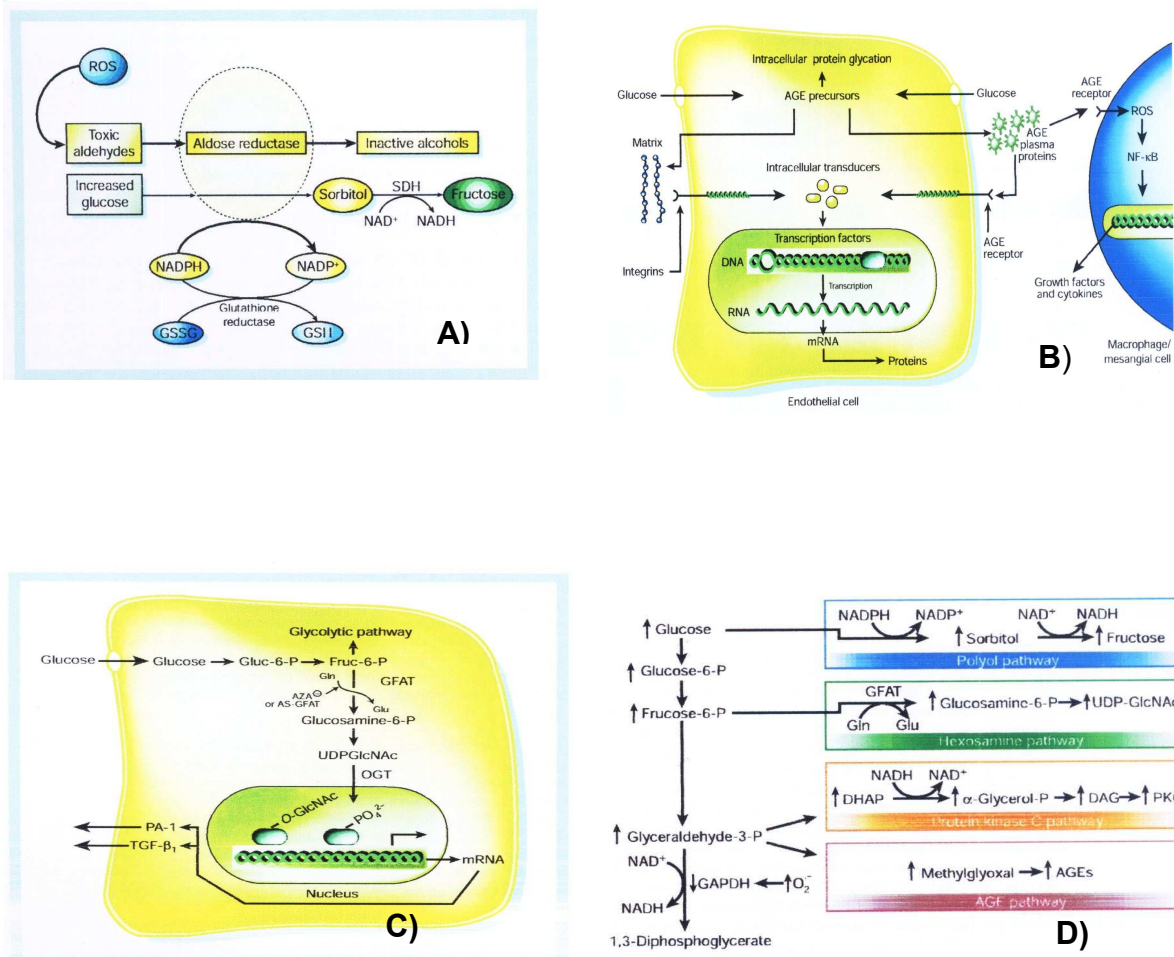 ROS
Toxic
aldehydes
Aldose reductase
Inactive alcohols
Increased
glucose
Sorbitol
SDH
Fructose
NAD⁺
NADH
NADPH
NADP⁺
Glutathione
reductase
GSSG
GSH
A)
Intracellular protein glycation
Glucose
AGE precursors
Glucose
AGE
receptor
ROS
Matrix
AGE
plasma
proteins
NF-κB
Intracellular transducers
Integrins
AGE
receptor
Transcription factors
DNA
Transcription
RNA
mRNA
Proteins
Growth factors
and cytokines
Macrophage/
mesangial cell
B)
Endothelial cell
Glycolytic pathway
Glucose
Glucose
Gluc-6-P
Fruc-6-P
Gln
GFAT
AZA⊖
or AS-GFAT
Glu
Glucosamine-6-P
UDPGlcNAc
OGT
O-GlcNAc
PO₄²⁻
PA-1
TGF-β₁
mRNA
Nucleus
C)
↑ Glucose
↑ Glucose-6-P
↑ Frucose-6-P
↑ Glyceraldehyde-3-P
NAD⁺
↓GAPDH ← ↑O₂⁻
NADH
1,3-Diphosphoglycerate
NADPH NADP⁺ NAD⁺ NADH
↑ Sorbitol ↑ Fructose
Polyol pathway
GFAT
↑ Glucosamine-6-P → ↑ UDP-GlcNAc
Gln Glu
Hexosamine pathway
NADH NAD⁺
↑ DHAP ↑ α-Glycerol-P → ↑ DAG → ↑ PK
Protein kinase C pathway
↑ Methylglyoxal → ↑ AGEs
AGE pathway
D)